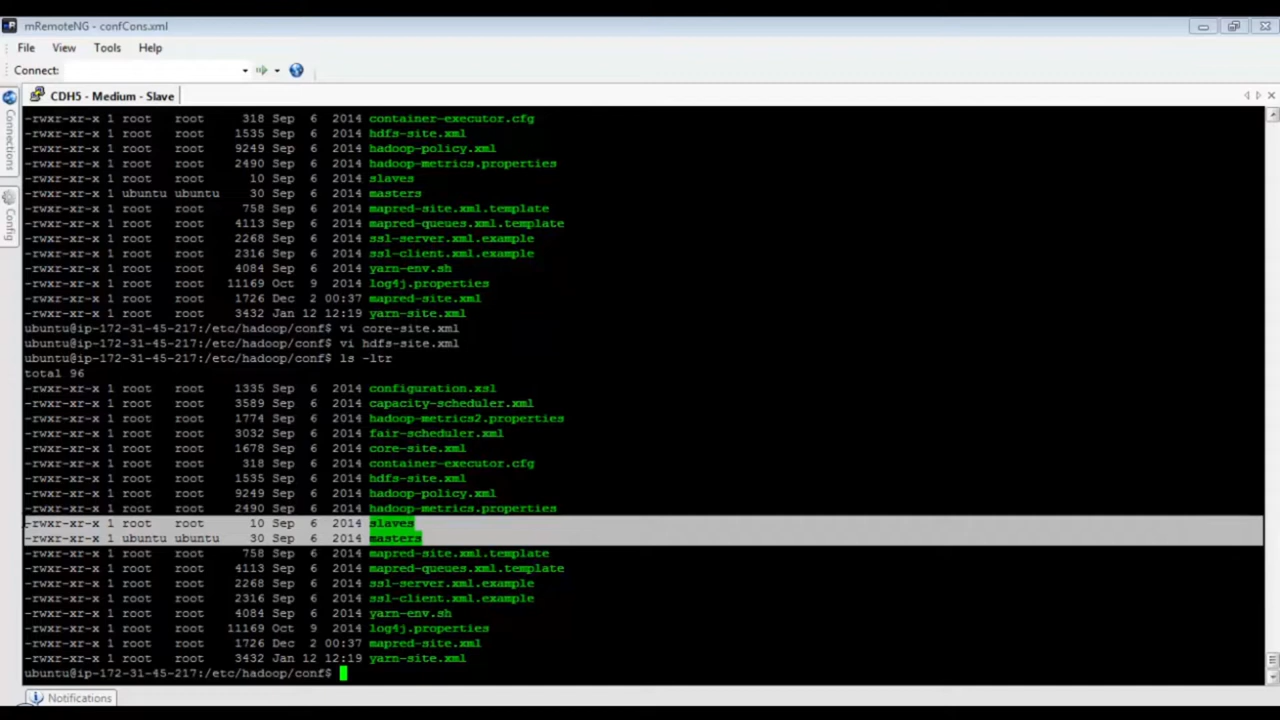 mRemoteNG - confCons.xml
File View Tools Help
Connect:
CDH5 - Medium - Slave
Connections
Config
-rwxr-xr-x 1 root root 318 Sep 6 2014 container-executor.cfg
-rwxr-xr-x 1 root root 1535 Sep 6 2014 hdfs-site.xml
-rwxr-xr-x 1 root root 9248 Sep 6 2014 hadoop-policy.xml
-rwxr-xr-x 1 root root 2490 Sep 6 2014 hadoop-metrics.properties
-rwxr-xr-x 1 root root 10 Sep 6 2014 slaves
-rwxr-xr-x 1 ubuntu ubuntu 30 Sep 6 2014 masters
-rwxr-xr-x 1 root root 758 Sep 6 2014 mapred-site.xml.template
-rwxr-xr-x 1 root root 4113 Sep 6 2014 mapred-queues.xml.template
-rwxr-xr-x 1 root root 2268 Sep 6 2014 ssl-server.xml.example
-rwxr-xr-x 1 root root 2316 Sep 6 2014 ssl-client.xml.example
-rwxr-xr-x 1 root root 4084 Sep 6 2014 yarn-env.sh
-rwxr-xr-x 1 root root 11169 Oct 9 2014 log4j.properties
-rwxr-xr-x 1 root root 1726 Dec 2 00:37 mapred-site.xml
-rwxr-xr-x 1 root root 3432 Jan 12 12:19 yarn-site.xml
ubuntu@ip-172-31-45-217:/etc/hadoop/conf$ vi core-site.xml
ubuntu@ip-172-31-45-217:/etc/hadoop/conf$ vi hdfs-site.xml
ubuntu@ip-172-31-45-217:/etc/hadoop/conf$ ls -ltr
total 96
-rwxr-xr-x 1 root root 1335 Sep 6 2014 configuration.xsl
-rwxr-xr-x 1 root root 3589 Sep 6 2014 capacity-scheduler.xml
-rwxr-xr-x 1 root root 1774 Sep 6 2014 hadoop-metrics2.properties
-rwxr-xr-x 1 root root 3032 Sep 6 2014 fair-scheduler.xml
-rwxr-xr-x 1 root root 1678 Sep 6 2014 core-site.xml
-rwxr-xr-x 1 root root 318 Sep 6 2014 container-executor.cfg
-rwxr-xr-x 1 root root 1535 Sep 6 2014 hdfs-site.xml
-rwxr-xr-x 1 root root 9249 Sep 6 2014 hadoop-policy.xml
-rwxr-xr-x 1 root root 2490 Sep 6 2014 hadoop-metrics.properties
-rwxr-xr-x 1 root root 10 Sep 6 2014 slaves
-rwxr-xr-x 1 ubuntu ubuntu 30 Sep 6 2014 masters
-rwxr-xr-x 1 root root 758 Sep 6 2014 mapred-site.xml.template
-rwxr-xr-x 1 root root 4113 Sep 6 2014 mapred-queues.xml.template
-rwxr-xr-x 1 root root 2268 Sep 6 2014 ssl-server.xml.example
-rwxr-xr-x 1 root root 2316 Sep 6 2014 ssl-client.xml.example
-rwxr-xr-x 1 root root 4084 Sep 6 2014 yarn-env.sh
-rwxr-xr-x 1 root root 11169 Oct 9 2014 log4j.properties
-rwxr-xr-x 1 root root 1726 Dec 2 00:37 mapred-site.xml
-rwxr-xr-x 1 root root 3432 Jan 12 12:19 yarn-site.xml
ubuntu@ip-172-31-45-217:/etc/hadoop/conf$
Notifications